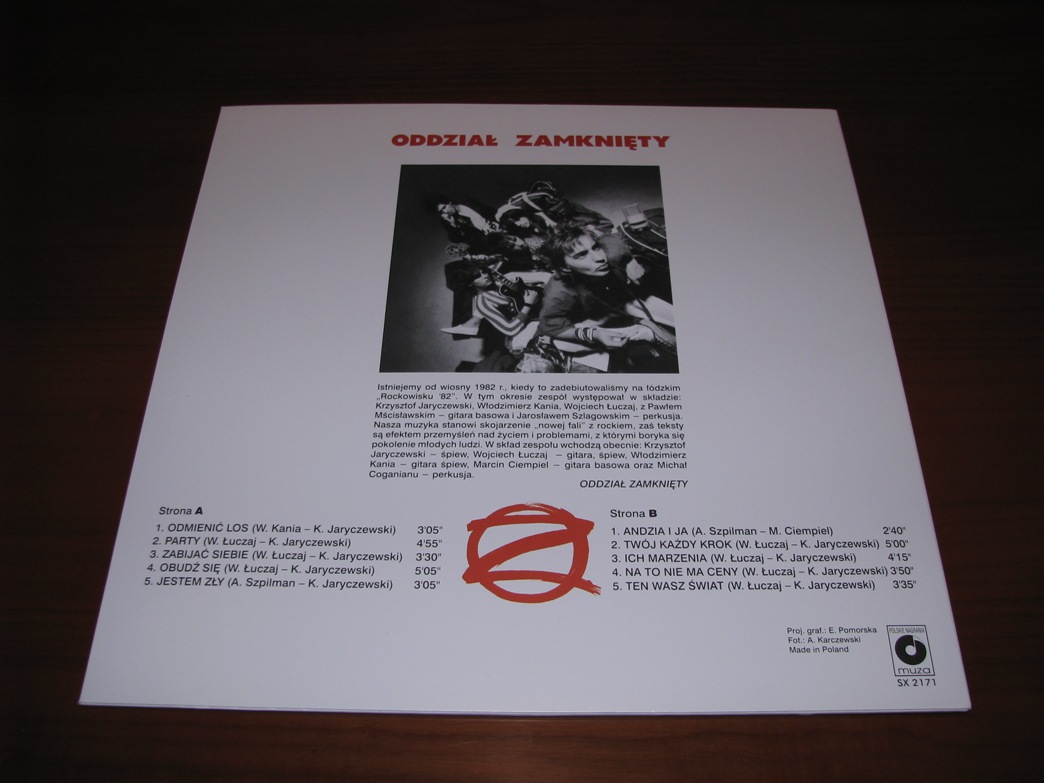 ODDZIAŁ ZAMKNIĘTY
Istniejemy od wiosny 1982 r., kiedy to zadebiutowaliśmy na łódzkim
„Rockowisku '82”. W tym okresie zespół występował w składzie:
Krzysztof Jaryczewski, Włodzimierz Kania, Wojciech Łuczaj, z Pawłem
Mścisławskim – gitara basowa i Jarosławem Szlagowskim – perkusja.
Nasza muzyka stanowi skojarzenie „nowej fali” z rockiem, zaś teksty
są efektem przemyśleń nad życiem i problemami, z którymi boryka się
pokolenie młodych ludzi. W skład zespołu wchodzą obecnie: Krzysztof
Jaryczewski – śpiew, Wojciech Łuczaj – gitara, śpiew, Włodzimierz
Kania – gitara śpiew, Marcin Ciempiel – gitara basowa oraz Michał
Coganianu – perkusja.
ODDZIAŁ ZAMKNIĘTY
Strona A
1. ODMIENIĆ LOS (W. Kania – K. Jaryczewski) 3'05"
2. PARTY (W. Łuczaj – K. Jaryczewski) 4'55"
3. ZABIJAĆ SIEBIE (W. Łuczaj – K. Jaryczewski) 3'30"
4. OBUDŹ SIĘ (W. Łuczaj – K. Jaryczewski) 5'05"
5. JESTEM ZŁY (A. Szpilman – K. Jaryczewski) 3'05"
Strona B
1. ANDZIA I JA (A. Szpilman – M. Ciempiel) 2'40"
2. TWÓJ KAŻDY KROK (W. Łuczaj – K. Jaryczewski) 5'00"
3. ICH MARZENIA (W. Łuczaj – K. Jaryczewski) 4'15"
4. NA TO NIE MA CENY (W. Łuczaj – K. Jaryczewski) 3'50"
5. TEN WASZ ŚWIAT (W. Łuczaj – K. Jaryczewski) 3'35"
Proj. graf.: E. Pomorska
Fot.: A. Karczewski
Made in Poland
POLSKIE NAGRANIA
muza
SX 2171